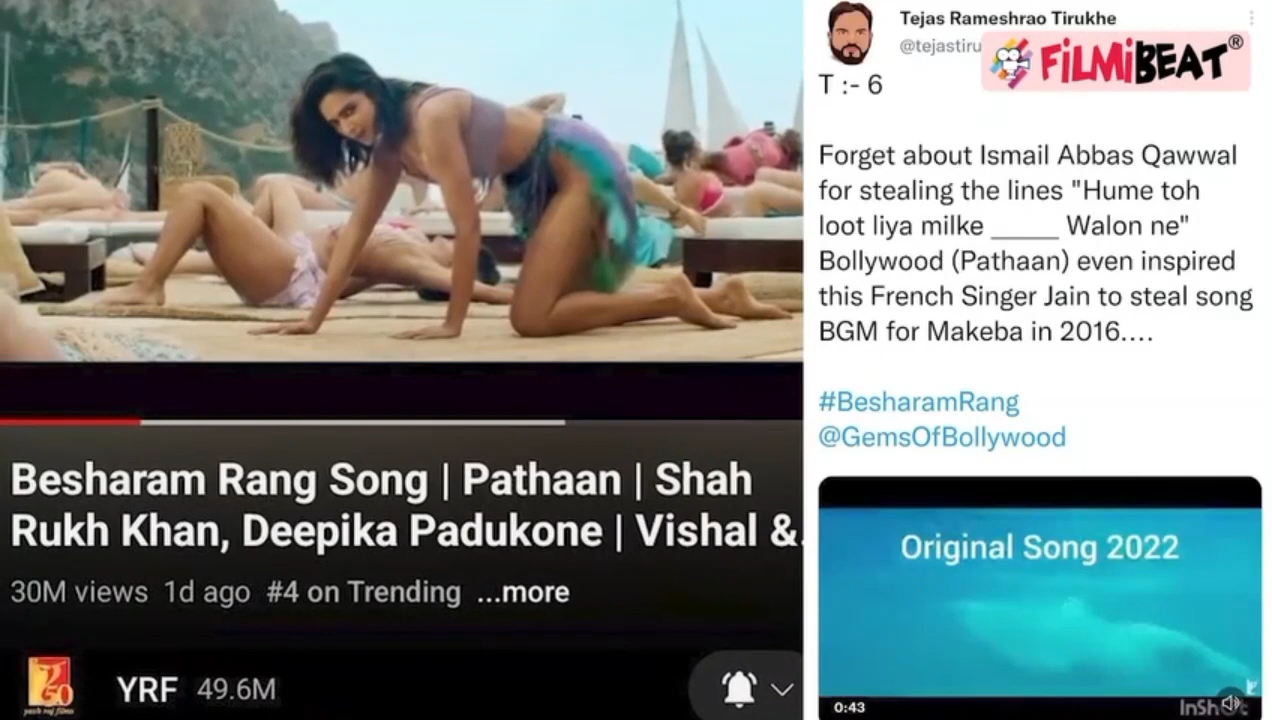 Besharam Rang Song | Pathaan | Shah
Rukh Khan, Deepika Padukone | Vishal &
30M views 1d ago #4 on Trending ...more
YRF 49.6M
Tejas Rameshrao Tirukhe
@tejastiru
FiLMiBEAT®
T :- 6
Forget about Ismail Abbas Qawwal
for stealing the lines "Hume toh
loot liya milke _____ Walon ne"
Bollywood (Pathaan) even inspired
this French Singer Jain to steal song
BGM for Makeba in 2016....
#BesharamRang
@GemsOfBollywood
Original Song 2022
0:43
InShot